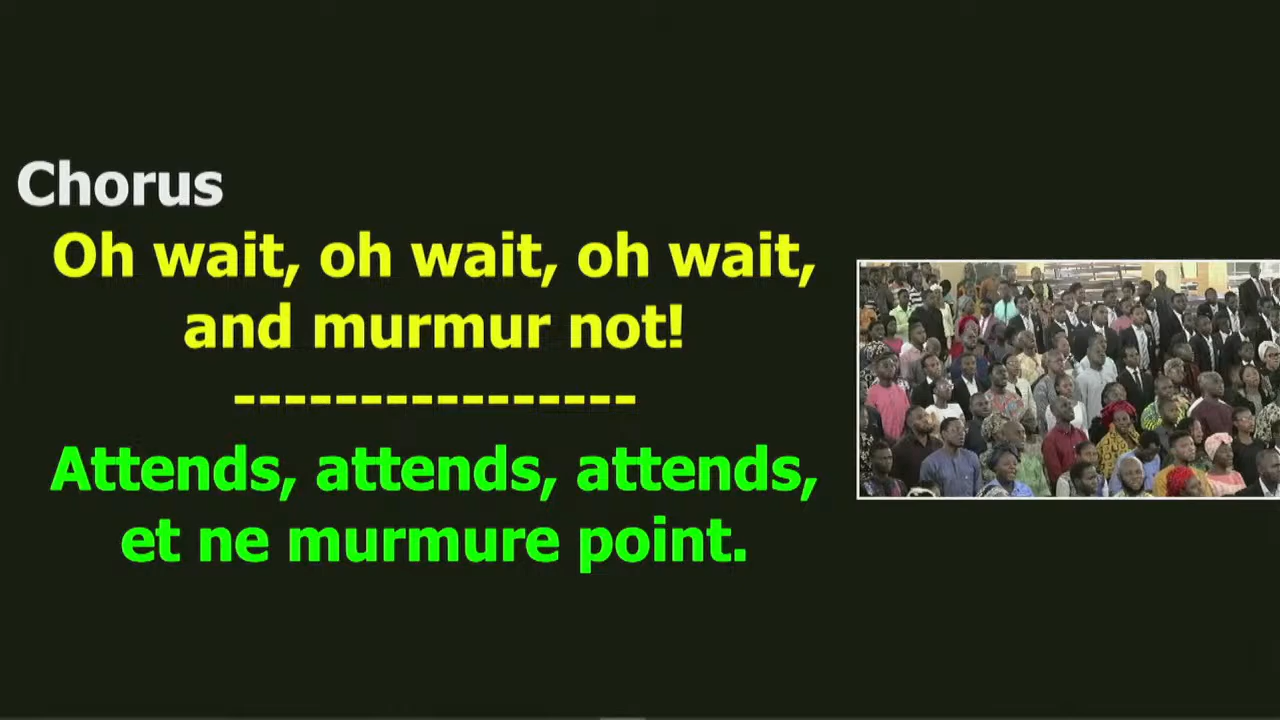 Chorus
Oh wait, oh wait, oh wait,
and murmur not!
----------------
Attends, attends, attends,
et ne murmure point.